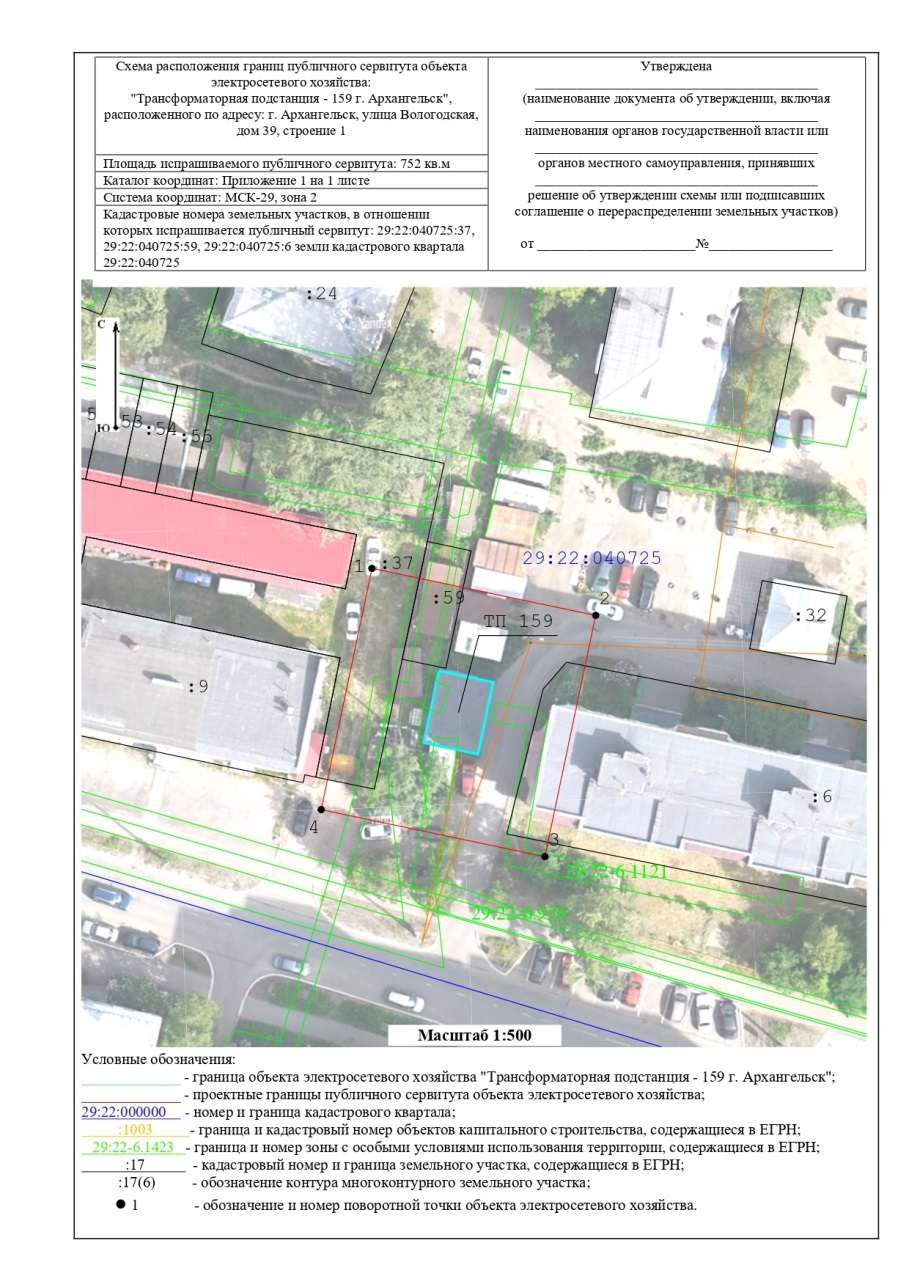 Схема расположения границ публичного сервитута объекта
электросетевого хозяйства:
"Трансформаторная подстанция - 159 г. Архангельск",
расположенного по адресу: г. Архангельск, улица Вологодская,
дом 39, строение 1
Площадь испрашиваемого публичного сервитута: 752 кв.м
Каталог координат: Приложение 1 на 1 листе
Система координат: МСК-29, зона 2
Кадастровые номера земельных участков, в отношении
которых испрашивается публичный сервитут: 29:22:040725:37,
29:22:040725:59, 29:22:040725:6 земли кадастрового квартала
29:22:040725
Утверждена
(наименование документа об утверждении, включая
наименования органов государственной власти или
органов местного самоуправления, принявших
решение об утверждении схемы или подписавших
соглашение о перераспределении земельных участков)
от ________________________№___________________
:24
Yandex
С
Ю
53
:54
:55
29:22:040725
1
:37
:59
2
ТП 159
:32
:9
:6
4
3
29:22-6.1121
Масштаб 1:500
Условные обозначения:
- граница объекта электросетевого хозяйства "Трансформаторная подстанция - 159 г. Архангельск";
- проектные границы публичного сервитута объекта электросетевого хозяйства;
29:22:000000 - номер и граница кадастрового квартала;
:1003 - граница и кадастровый номер объектов капитального строительства, содержащиеся в ЕГРН;
29:22-6.1423 - граница и номер зоны с особыми условиями использования территории, содержащиеся в ЕГРН;
:17 - кадастровый номер и граница земельного участка, содержащиеся в ЕГРН;
:17(6) - обозначение контура многоконтурного земельного участка;
1 - обозначение и номер поворотной точки объекта электросетевого хозяйства.